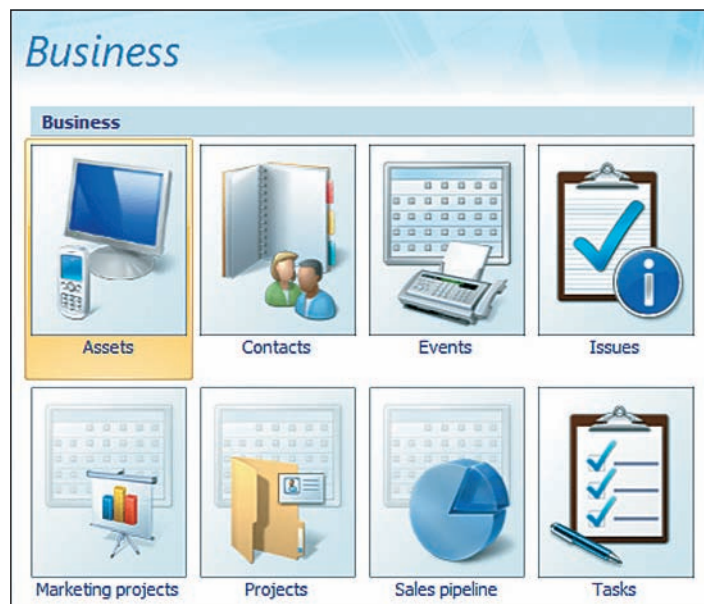 Business
Business
Assets
Contacts
Events
Issues
Marketing projects
Projects
Sales pipeline
Tasks